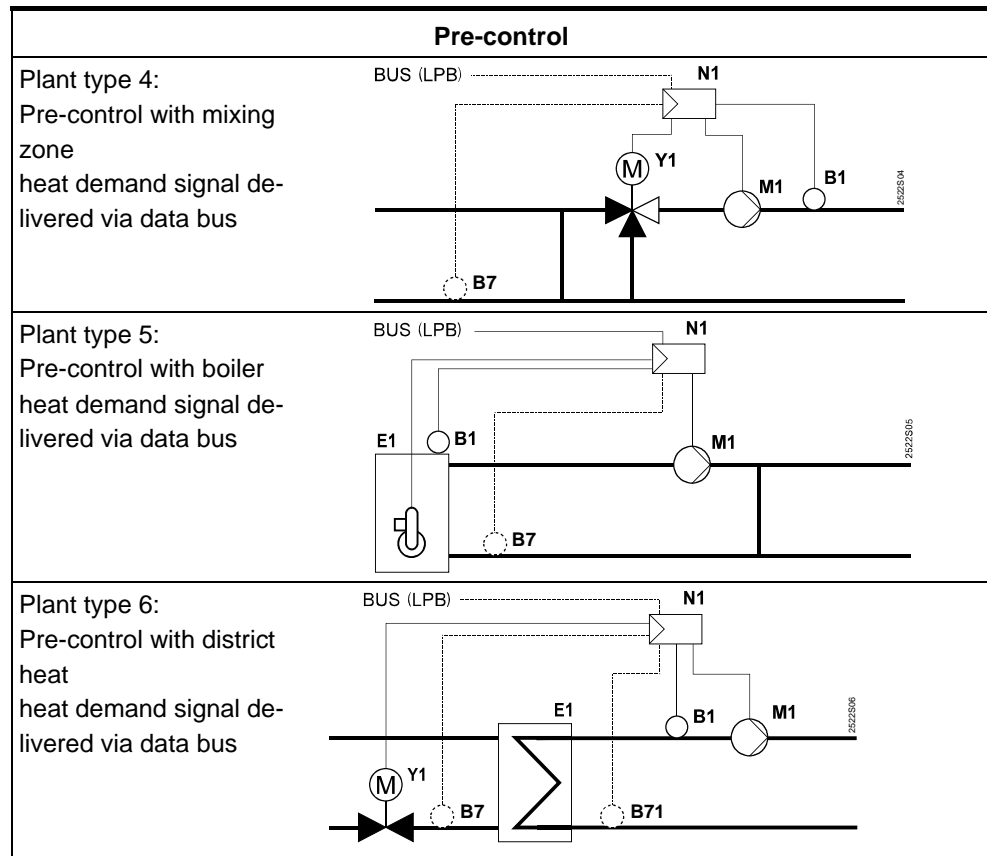 Pre-control
Plant type 4:
Pre-control with mixing
zone
heat demand signal de-
livered via data bus
BUS (LPB)
N1
M
Y1
M1
B1
B7
2522S04
Plant type 5:
Pre-control with boiler
heat demand signal de-
livered via data bus
BUS (LPB)
N1
E1
B1
M1
B7
2522S05
Plant type 6:
Pre-control with district
heat
heat demand signal de-
livered via data bus
BUS (LPB)
N1
E1
B1
M1
M
Y1
B7
B71
2522S06